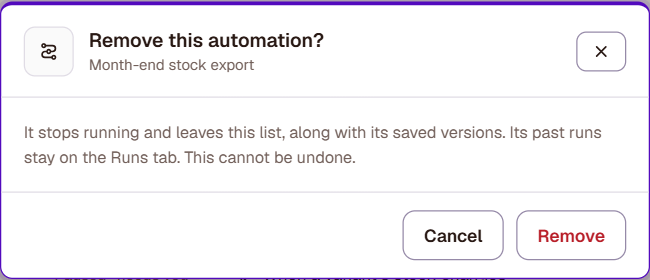 Remove this automation?
Month-end stock export
It stops running and leaves this list, along with its saved versions. Its past runs
stay on the Runs tab. This cannot be undone.
Cancel
Remove